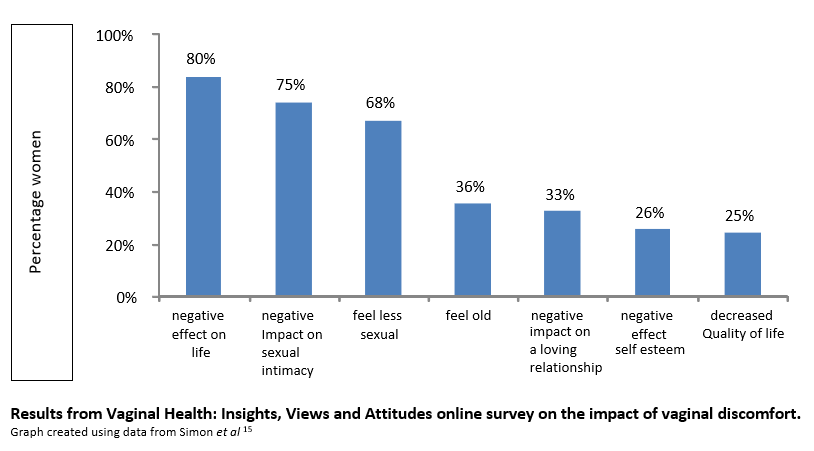 Percentage women
100%
80%
60%
40%
20%
0%
80%
75%
68%
36%
33%
26%
25%
negative
effect on
life
negative
Impact on
sexual
intimacy
feel less
sexual
feel old
negative
impact on
a loving
relationship
negative
effect
self esteem
decreased
Quality of life
Results from Vaginal Health: Insights, Views and Attitudes online survey on the impact of vaginal discomfort.
Graph created using data from Simon et al 15